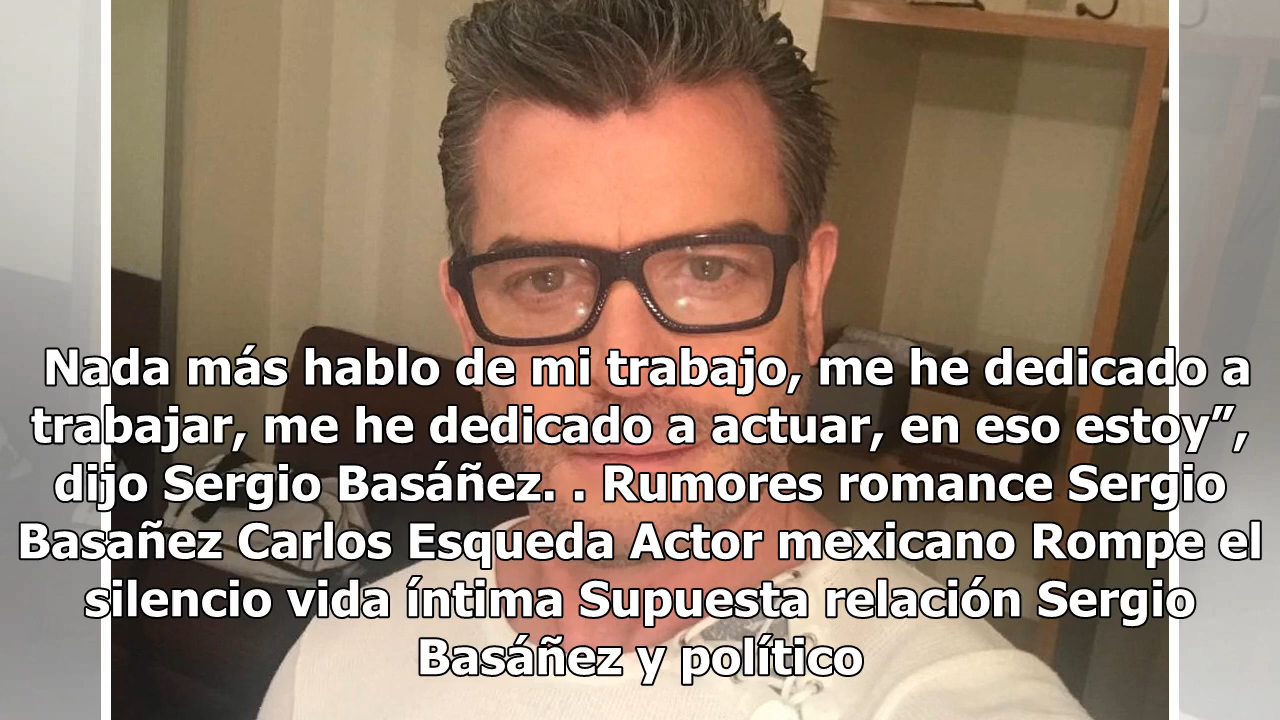 Nada más hablo de mi trabajo, me he dedicado a
trabajar, me he dedicado a actuar, en eso estoy”,
dijo Sergio Basáñez. . Rumores romance Sergio
Basañez Carlos Esqueda Actor mexicano Rompe el
silencio vida íntima Supuesta relación Sergio
Basáñez y político